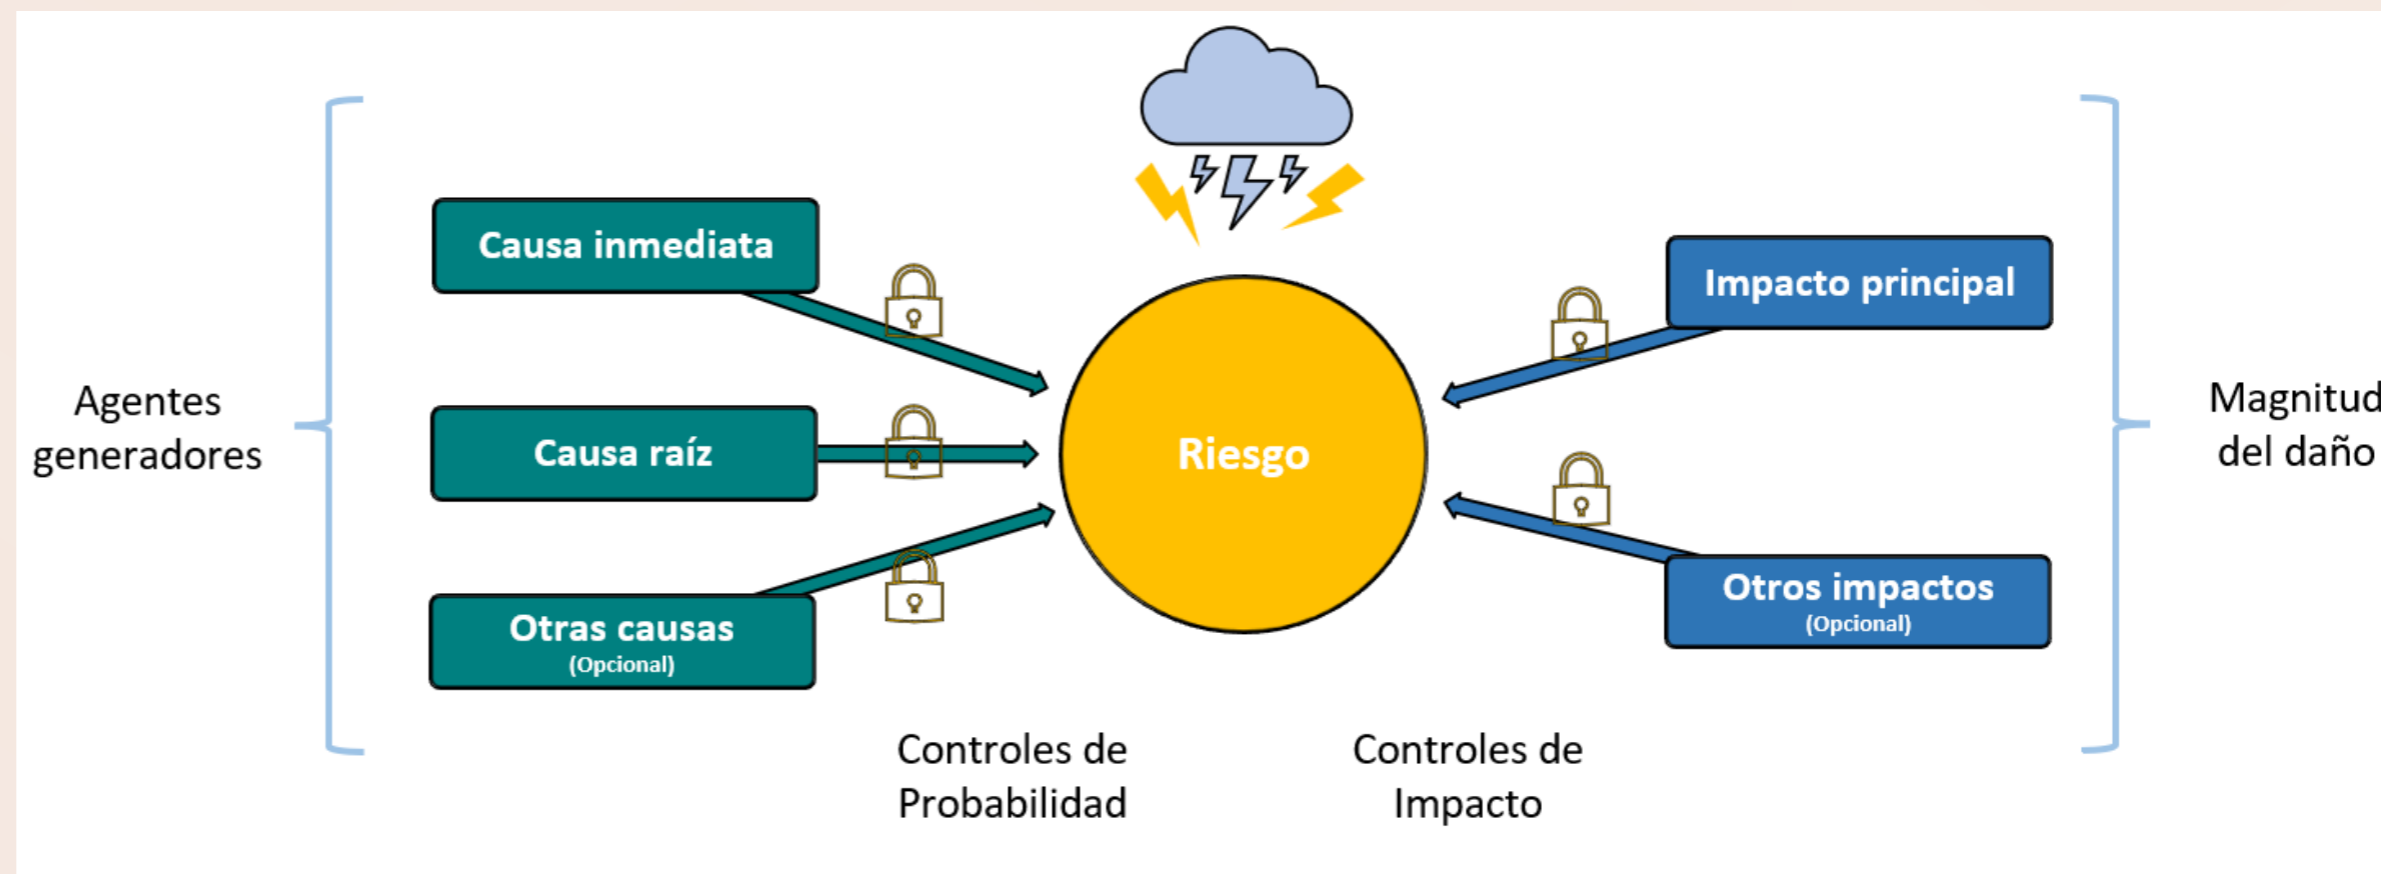 Agentes
generadores
Causa inmediata
Causa raíz
Otras causas
(Opcional)
Riesgo
Impacto principal
Otros impactos
(Opcional)
Magnitud
del daño
Controles de
Probabilidad
Controles de
Impacto